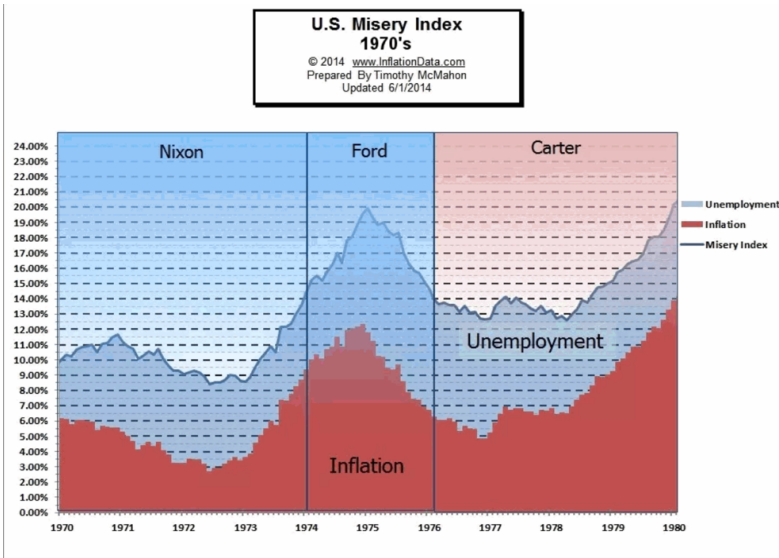 U.S. Misery Index
1970's
© 2014 www.InflationData.com
Prepared By Timothy McMahon
Updated 6/1/2014
Nixon
Ford
Carter
24.00%
23.00%
22.00%
21.00%
20.00%
19.00%
18.00%
17.00%
16.00%
15.00%
14.00%
13.00%
12.00%
11.00%
10.00%
9.00%
8.00%
7.00%
6.00%
5.00%
4.00%
3.00%
2.00%
1.00%
0.00%
Unemployment
Inflation
Misery Index
Unemployment
Inflation
1970 1971 1972 1973 1974 1975 1976 1977 1978 1979 1980